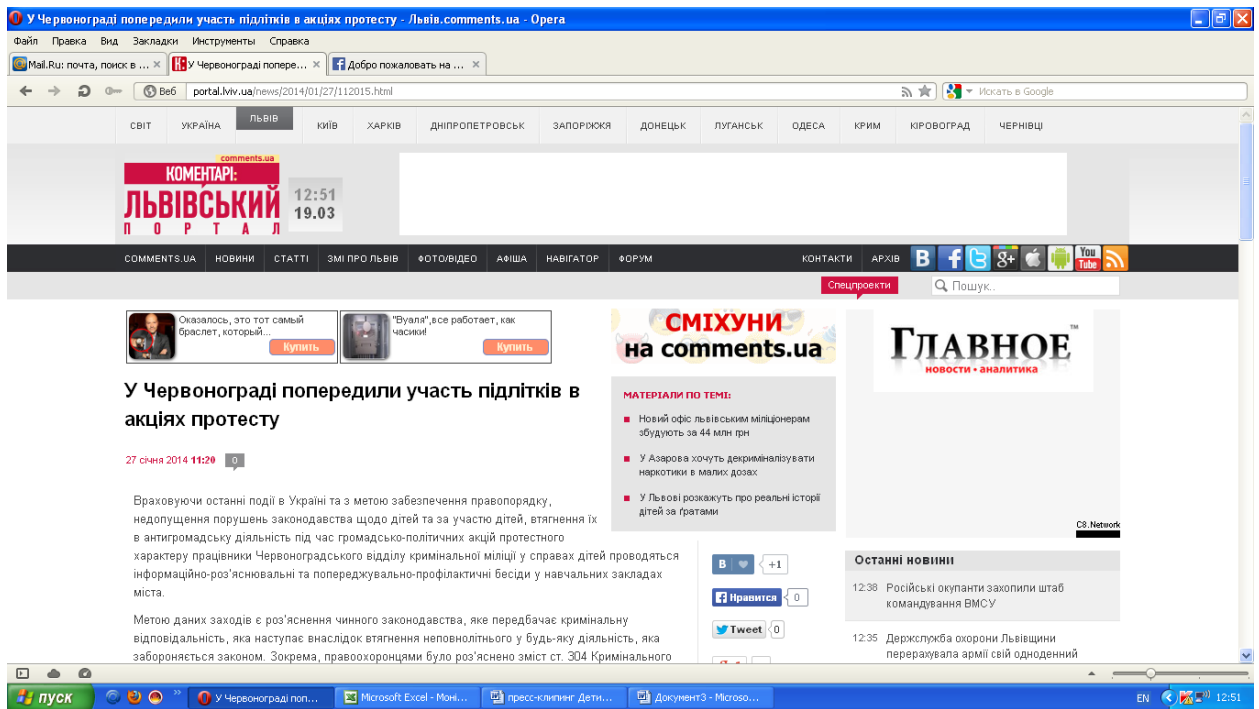 У Червонограді попередили участь підлітків в акціях протесту - Львів.comments.ua - Opera
Файл Правка Вид Закладки Инструменты Справка
Mail.Ru: почта, поиск в ... У Червонограді попере... Добро пожаловать на ...
Веб portal.lviv.ua/news/2014/01/27/112015.html Искать в Google
СВІТ УКРАЇНА ЛЬВІВ КИЇВ ХАРКІВ ДНІПРОПЕТРОВСЬК ЗАПОРІЖЖЯ ДОНЕЦЬК ЛУГАНСЬК ОДЕСА КРИМ КІРОВОГРАД ЧЕРНІВЦІ
comments.ua
КОМЕНТАРІ:
ЛЬВІВСЬКИЙ
ПОРТАЛ
12:51
19.03
COMMENTS.UA НОВИНИ СТАТТІ ЗМІ ПРО ЛЬВІВ ФОТО/ВІДЕО АФІША НАВІГАТОР ФОРУМ КОНТАКТИ АРХІВ
Спецпроекти
Пошук..
Оказалось, это тот самый
браслет, который...
Купить
"Вуаля",все работает, как
часики!
Купить
СМІХУНИ
на comments.ua
ГЛАВНОЕ™
НОВОСТИ • АНАЛИТИКА
У Червонограді попередили участь підлітків в
акціях протесту
27 січня 2014 11:20 0
МАТЕРІАЛИ ПО ТЕМІ:
Новий офіс львівським міліціонерам
збудують за 44 млн грн
У Азарова хочуть декриміналізувати
наркотики в малих дозах
У Львові розкажуть про реальні історії
дітей за ґратами
C8.Network
Враховуючи останні події в Україні та з метою забезпечення правопорядку,
недопущення порушень законодавства щодо дітей та за участю дітей, втягнення їх
в антигромадську діяльність під час громадсько-політичних акцій протестного
характеру працівники Червоноградського відділу кримінальної міліції у справах дітей проводяться
інформаційно-роз'яснювальні та попереджувально-профілактичні бесіди у навчальних закладах
міста.
Метою даних заходів є роз'яснення чинного законодавства, яке передбачає кримінальну
відповідальність, яка наступає внаслідок втягнення неповнолітнього у будь-яку діяльність, яка
забороняється законом. Зокрема, правоохоронцями було роз'яснено зміст ст. 304 Кримінального
В +1
Нравится 0
Tweet 0
Останні новини
12:38 Російські окупанти захопили штаб
командування ВМСУ
12:35 Держслужба охорони Львівщини
перерахувала армії свій одноденний
пуск У Червонограді поп... Microsoft Excel - Моні... пресс-клипинг Дети... Документ3 - Microso... EN 12:51